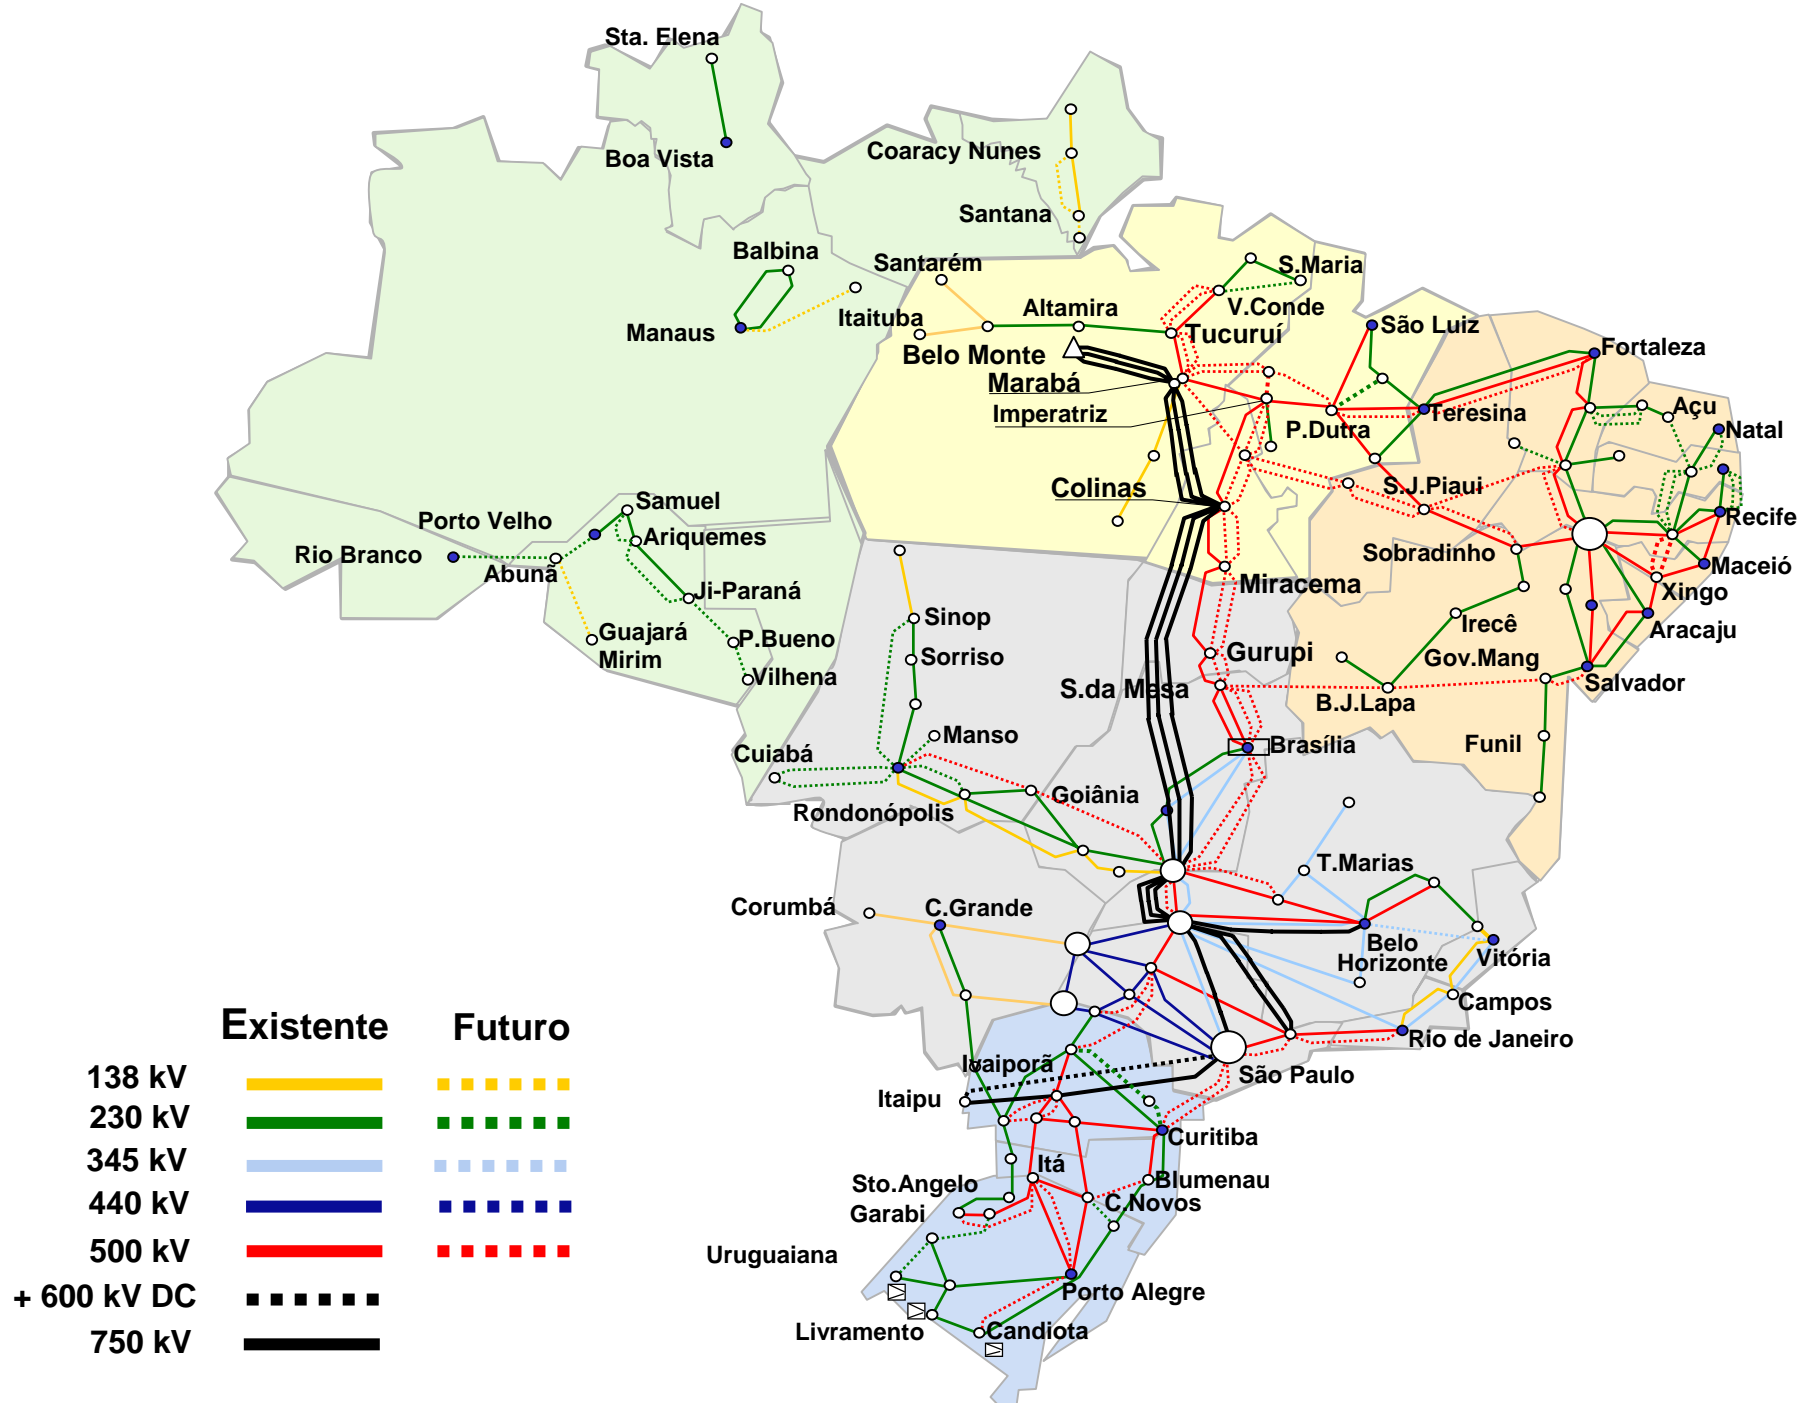 Sta. Elena
Boa Vista
Coaracy Nunes
Santana
Balbina
Santarém
S.Maria
Altamira
V.Conde
Itaituba
Manaus
São Luiz
Tucuruí
Belo Monte
Fortaleza
Marabá
Imperatriz
Teresina
Açu
P.Dutra
Natal
Colinas
S.J.Piaui
Samuel
Porto Velho
Recife
Ariquemes
Rio Branco
Sobradinho
Abunã
Maceió
Miracema
Ji-Paraná
Xingo
Sinop
Irecê
Aracaju
Guajará
Mirim
P.Bueno
Sorriso
Gurupi
Gov.Mang
Vilhena
S.da Mesa
Salvador
B.J.Lapa
Manso
Brasília
Funil
Cuiabá
Goiânia
Rondonópolis
T.Marias
Corumbá
C.Grande
Belo
Horizonte
Vitória
Campos
Existente
Futuro
Rio de Janeiro
Ivaiporã
São Paulo
138 kV
Itaipu
230 kV
Curitiba
345 kV
Itá
Sto.Angelo
Blumenau
440 kV
C.Novos
Garabi
500 kV
Uruguaiana
+ 600 kV DC
Porto Alegre
750 kV
Livramento
Candiota